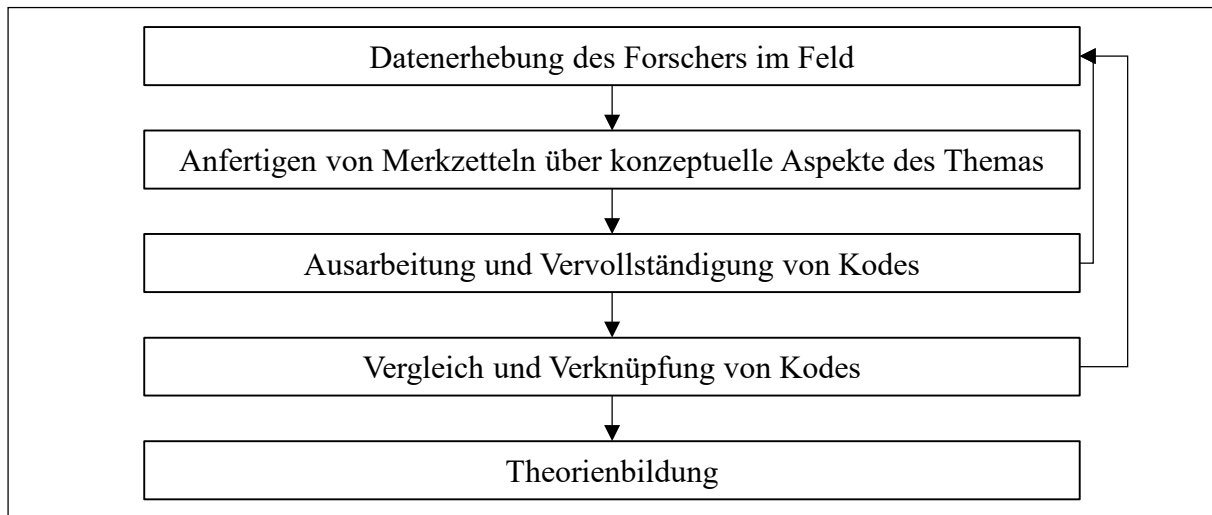 Datenerhebung des Forschers im Feld
Anfertigen von Merkzetteln über konzeptuelle Aspekte des Themas
Ausarbeitung und Vervollständigung von Kodes
Vergleich und Verknüpfung von Kodes
Theorienbildung